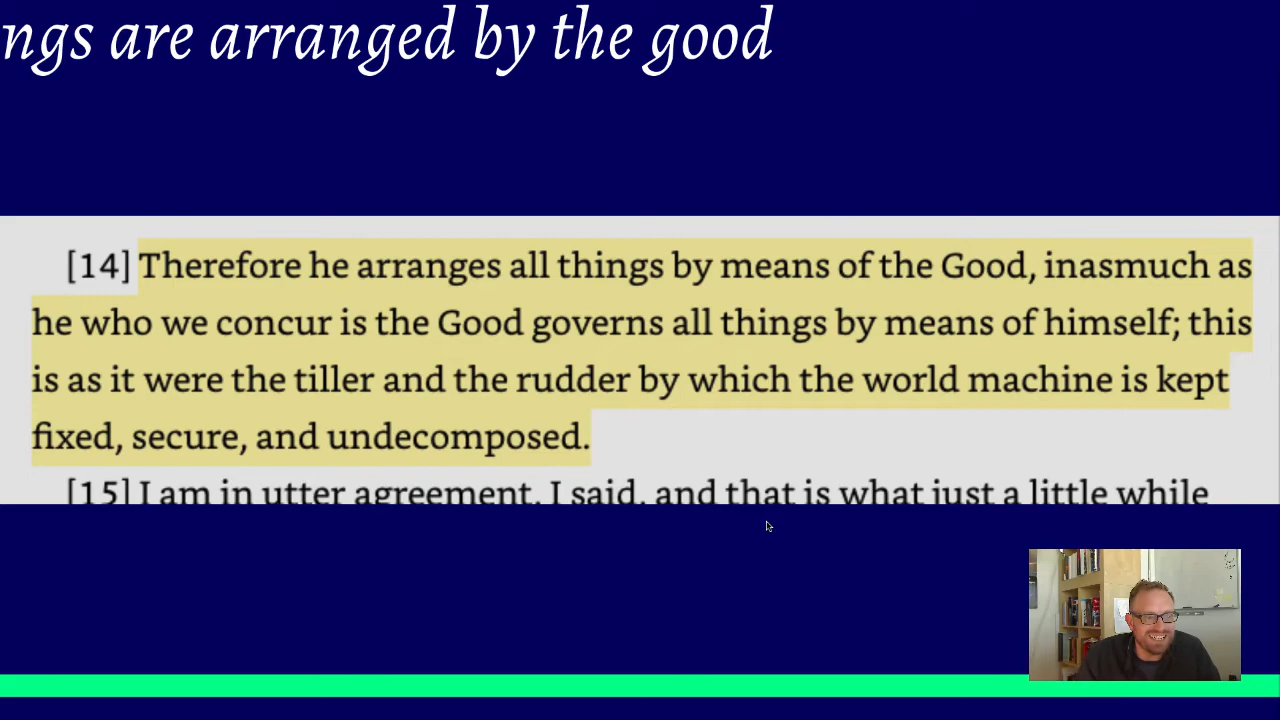 ngs are arranged by the good
[14] Therefore he arranges all things by means of the Good, inasmuch as
he who we concur is the Good governs all things by means of himself; this
is as it were the tiller and the rudder by which the world machine is kept
fixed, secure, and undecomposed.
[15] I am in utter agreement, I said, and that is what just a little while